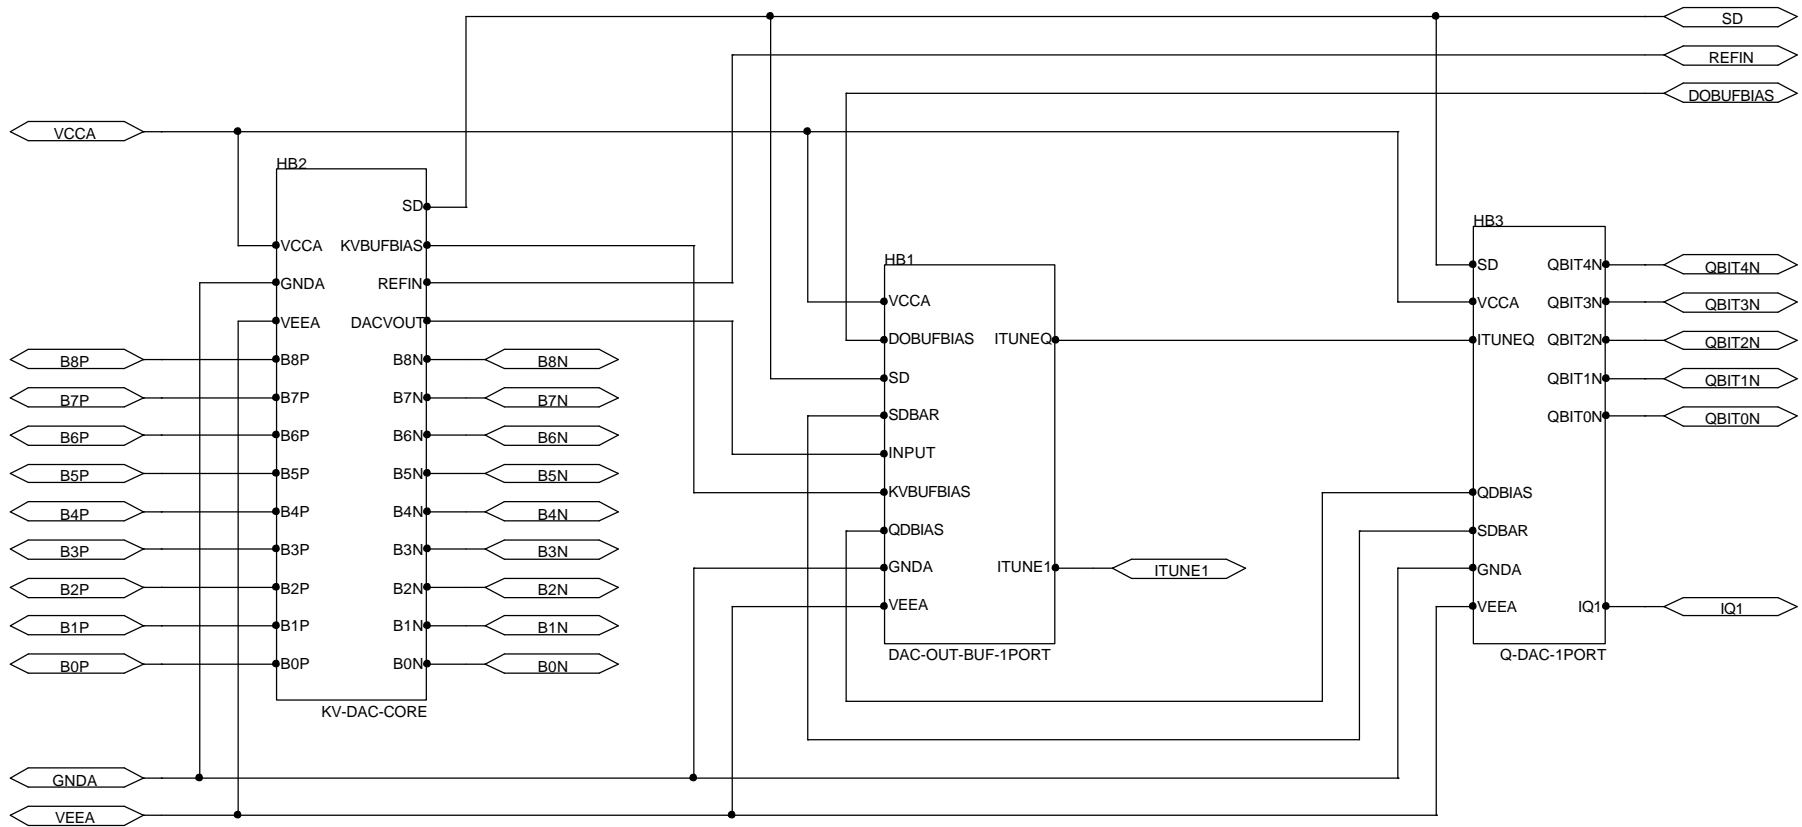 SD
REFIN
DOBUFBIAS
VCCA
HB2
SD
VCCA KVBUFBIAS
GNDA REFIN
VEEA DACVOUT
B8P B8P B8N B8N
B7P B7P B7N B7N
B6P B6P B6N B6N
B5P B5P B5N B5N
B4P B4P B4N B4N
B3P B3P B3N B3N
B2P B2P B2N B2N
B1P B1P B1N B1N
B0P B0P B0N B0N
KV-DAC-CORE
HB1
VCCA
DOBUFBIAS ITUNEQ
SD
SDBAR
INPUT
KVBUFBIAS
QDBIAS
GNDA ITUNE1 ITUNE1
VEEA
DAC-OUT-BUF-1PORT
HB3
SD QBIT4N QBIT4N
VCCA QBIT3N QBIT3N
ITUNEQ QBIT2N QBIT2N
QBIT1N QBIT1N
QBIT0N QBIT0N
QDBIAS
SDBAR
GNDA
VEEA IQ1 IQ1
Q-DAC-1PORT
GNDA
VEEA